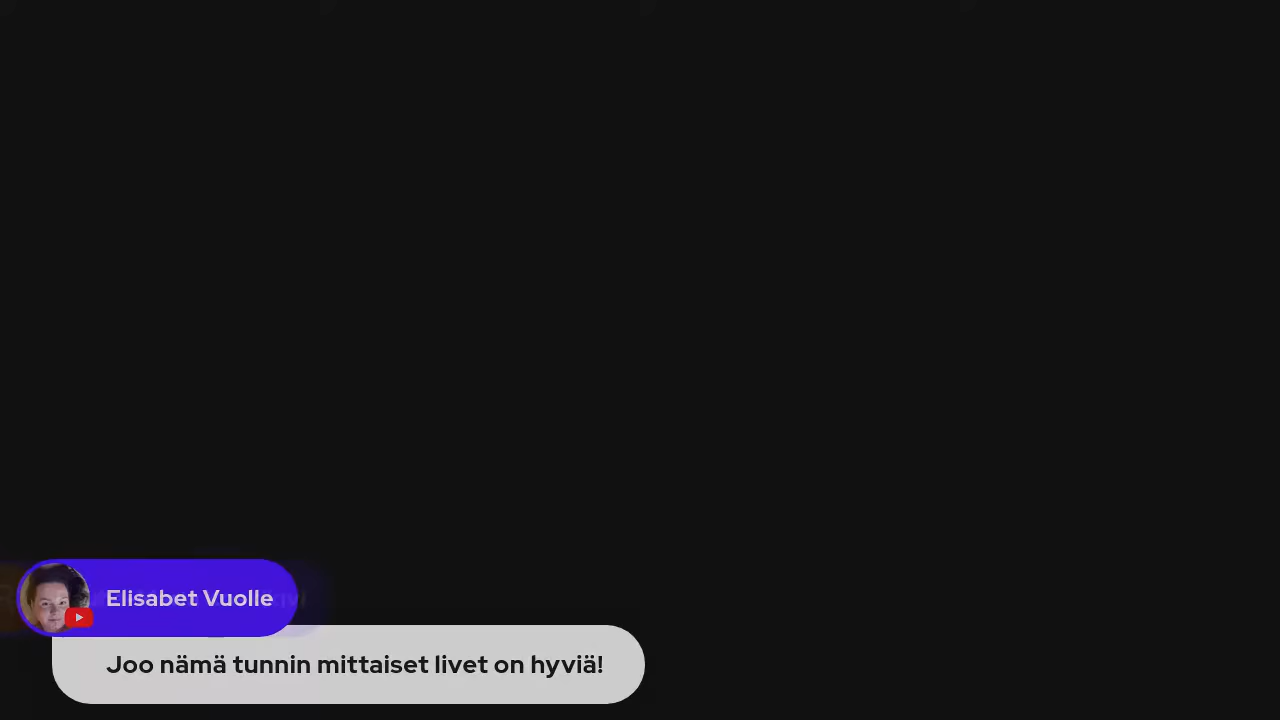 Elisabet Vuolle
Joo nämä tunnin mittaiset livet on hyviä!